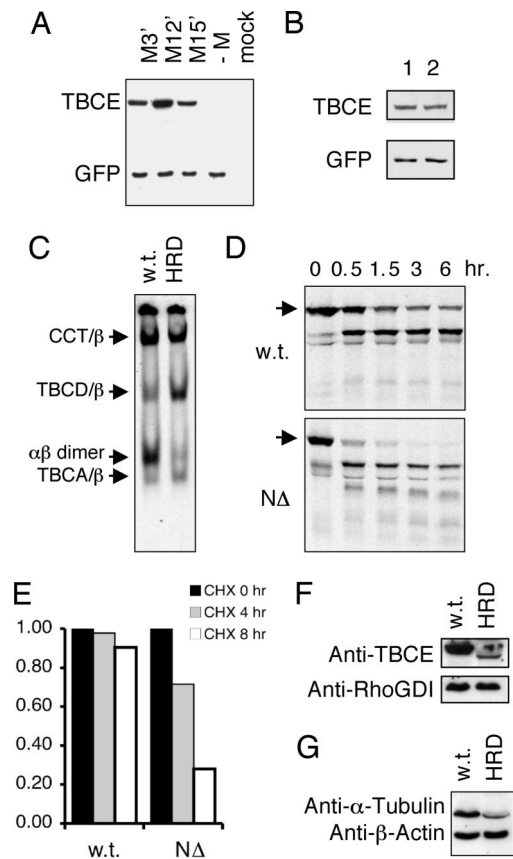 A
M3'
M12'
M15'
- M
mock
TBCE
GFP
B
1 2
TBCE
GFP
C
w.t.
HRD
CCT/β
TBCD/β
αβ dimer
TBCA/β
D
0 0.5 1.5 3 6 hr.
w.t.
NΔ
E
CHX 0 hr
CHX 4 hr
CHX 8 hr
1.00
0.80
0.60
0.40
0.20
0.00
w.t. NΔ
F
w.t.
HRD
Anti-TBCE
Anti-RhoGDI
G
w.t.
HRD
Anti-α-Tubulin
Anti-β-Actin